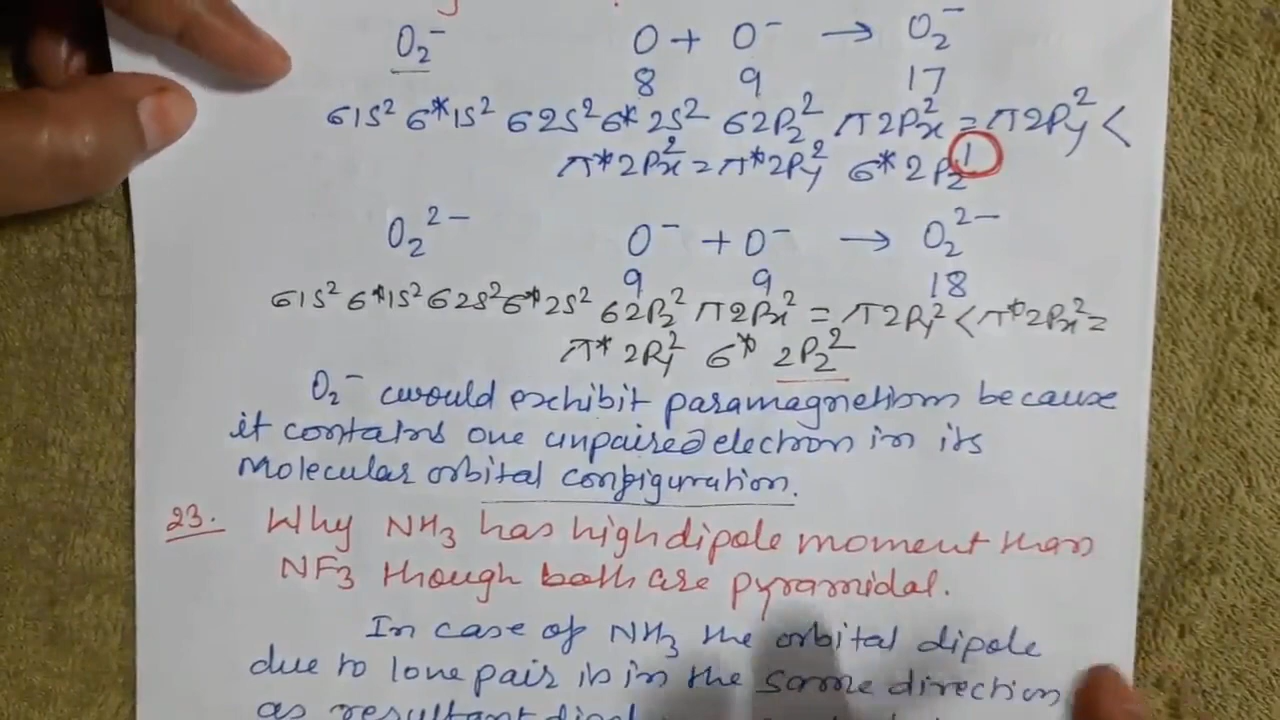 O₂⁻ O + O⁻ → O₂⁻
8 9 17
σ1s² σ*1s² σ2s² σ*2s² σ2Pz² π2Px² = π2Py² <
π*2Px² = π*2Py² σ*2Pz¹
O₂²⁻ O⁻ + O⁻ → O₂²⁻
9 9 18
σ1s² σ*1s² σ2s² σ*2s² σ2Pz² π2Px² = π2Py² < π*2Px² =
π*2Py² σ* 2Pz²
O₂⁻ would exhibit paramagnetism because
it contains one unpaired electron in its
Molecular orbital configuration.
23. Why NH₃ has high dipole moment than
NF₃ though both are pyramidal.
In case of NH₃ the orbital dipole
due to lone pair is in the same direction
as resultant